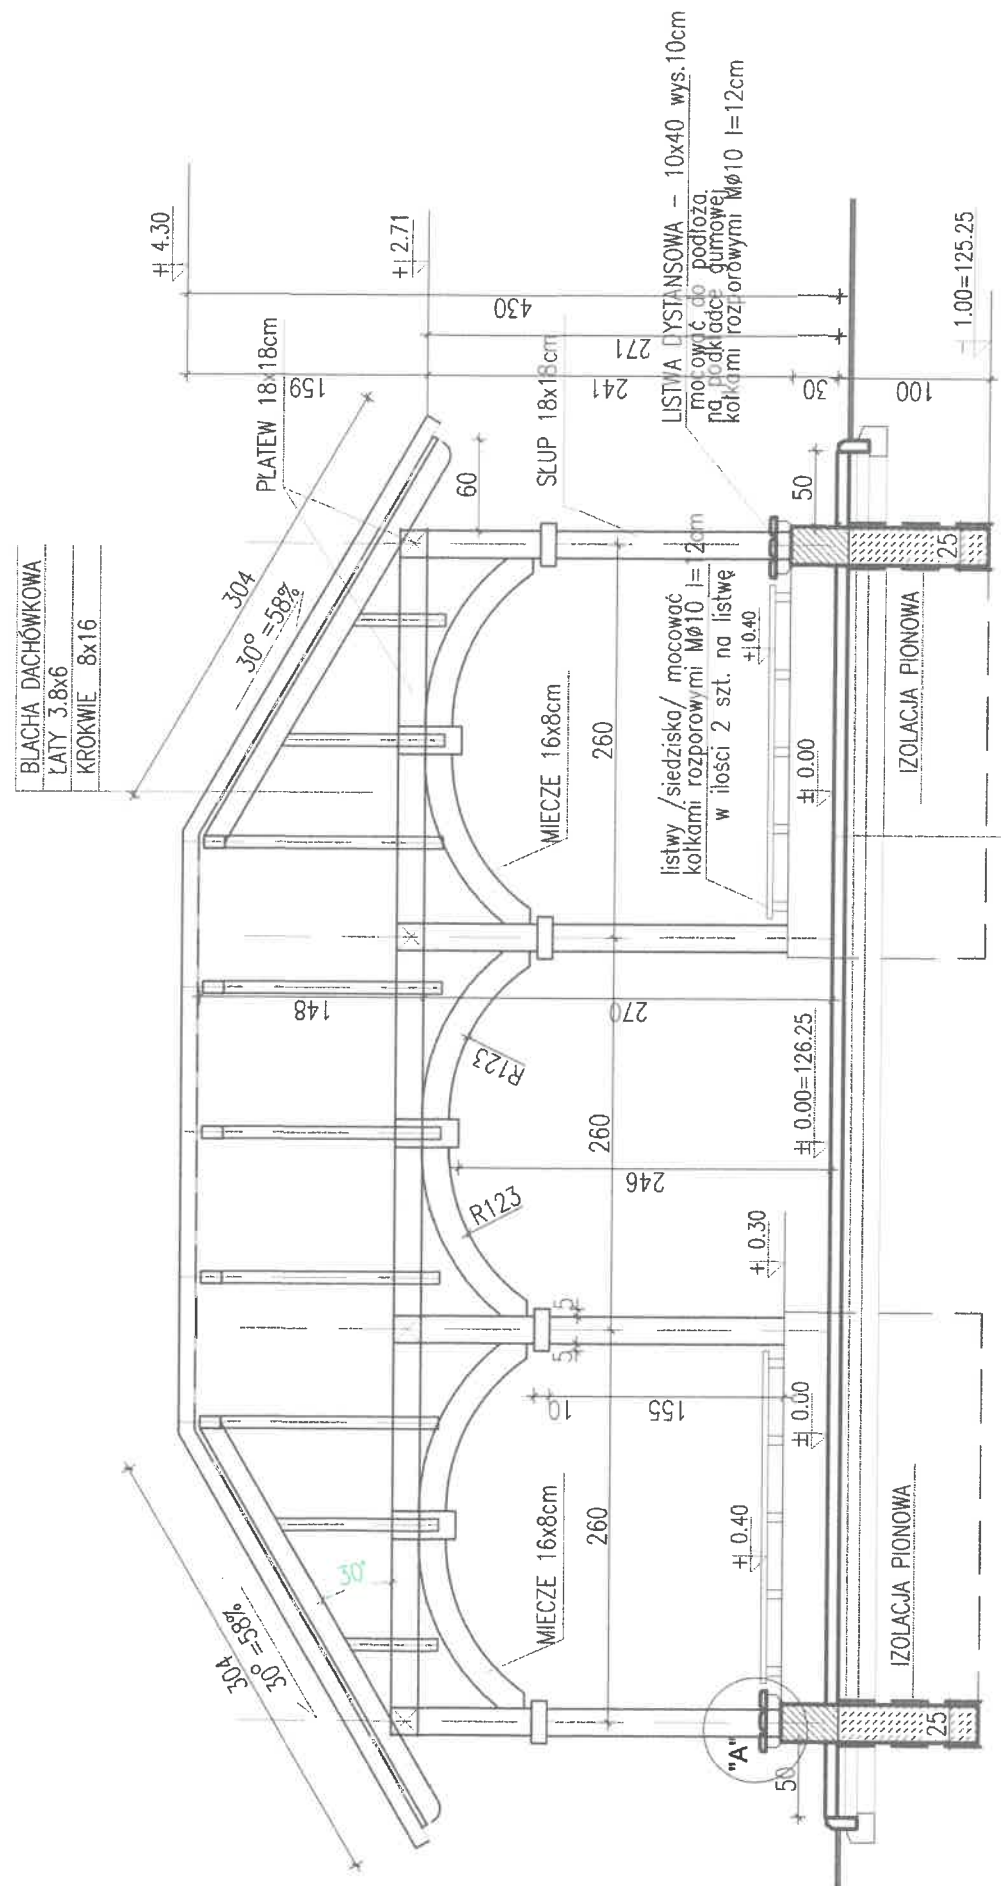 BLACHA DACHÓWKOWA
ŁATY 3.8x6
KROKWIE 8x16
304
30° =58%
304
30° =58%
30°
PŁATEW 18x18cm
± 4.30
+ 2.71
159
430
271
241
30
100
SŁUP 18x18cm
LISTWA DYSTANSOWA - 10x40 wys.10cm
mocować do podłoża.
na podkładce gumowej
kołkami rozporowymi Mø10 l=12cm
1.00=125.25
60
50
148
270
R123
R123
246
MIECZE 16x8cm
MIECZE 16x8cm
260
260
260
listwy /siedziska/ mocować
kołkami rozporowymi Mø10 l= 2cm
w ilości 2 szt. na listwę
+ 0.40
± 0.00
± 0.00=126.25
+ 0.30
5
5
10
155
± 0.00
± 0.40
"A"
50
IZOLACJA PIONOWA
IZOLACJA PIONOWA
25
25